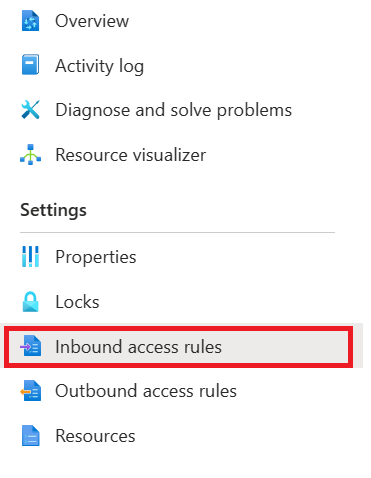 Overview
Activity log
Diagnose and solve problems
Resource visualizer
Settings
Properties
Locks
Inbound access rules
Outbound access rules
Resources